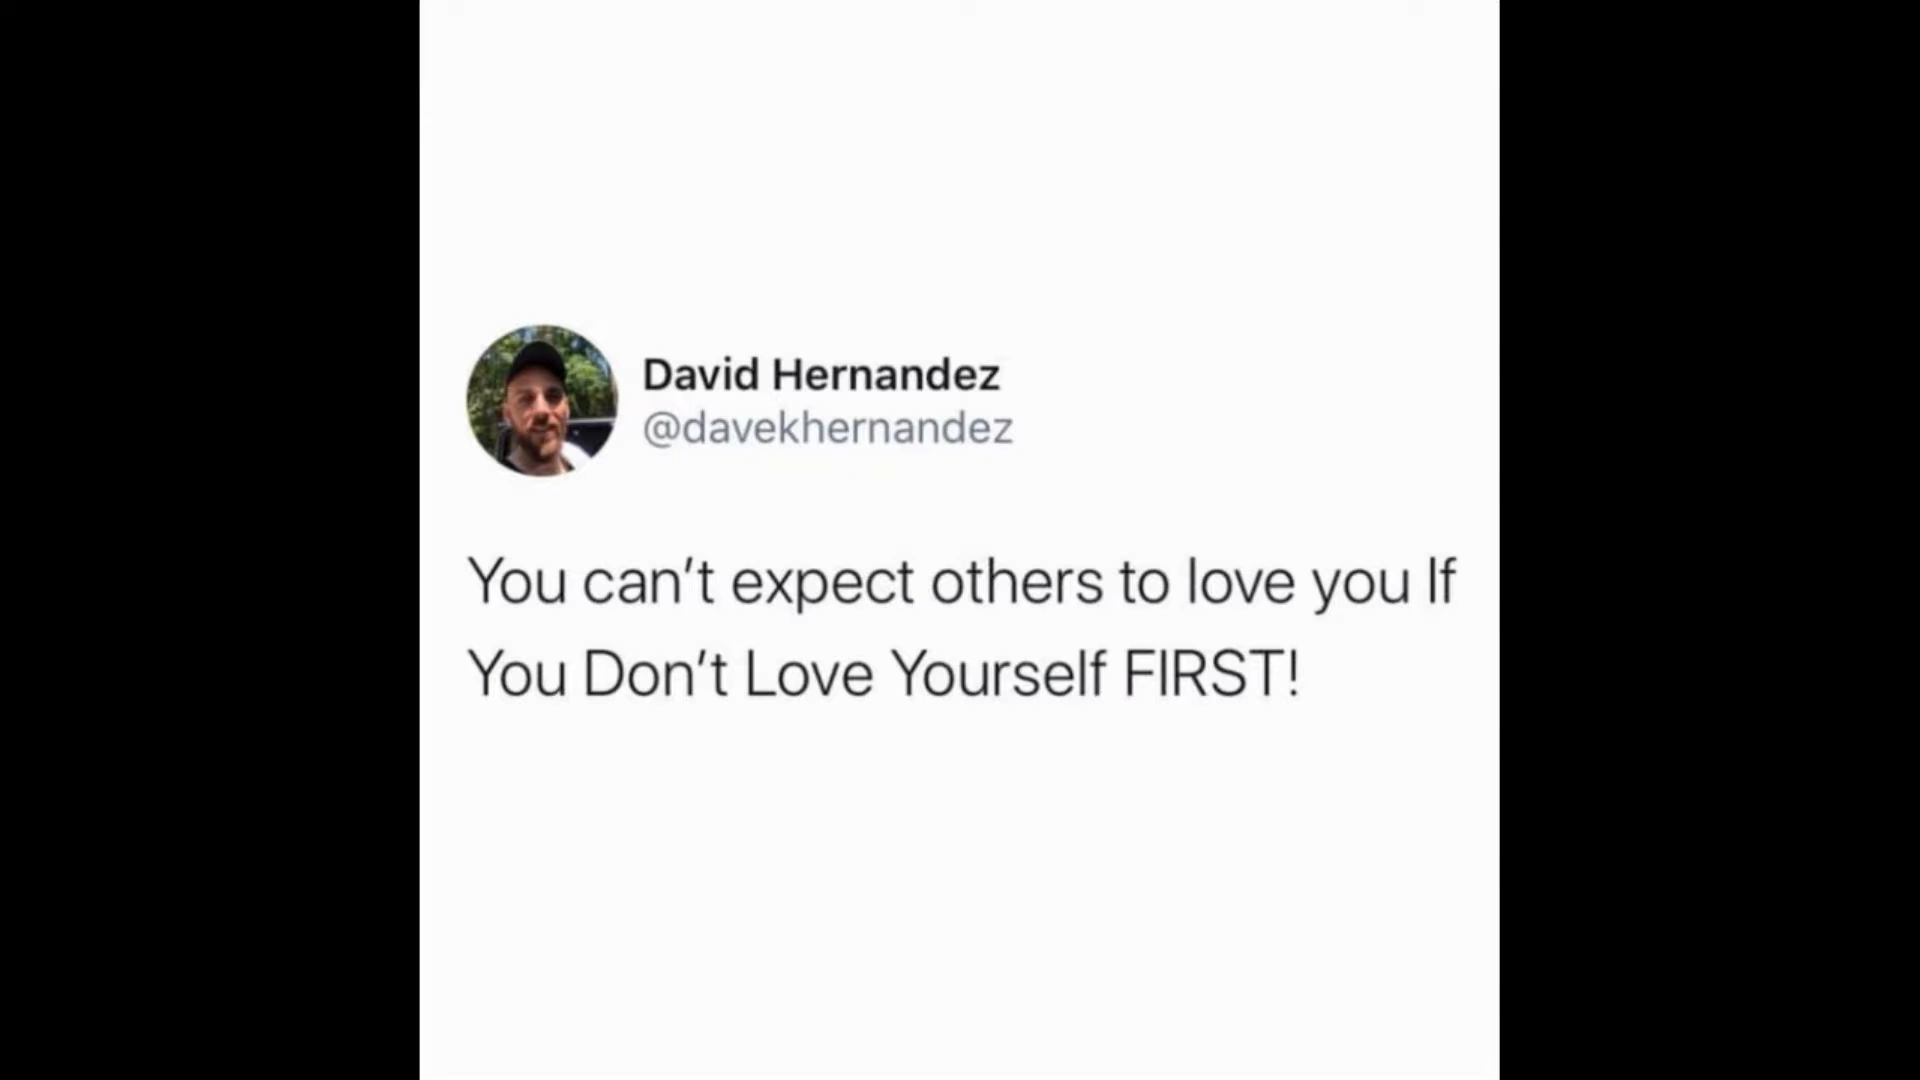 David Hernandez
@davekhernandez
You can’t expect others to love you If
You Don’t Love Yourself FIRST!